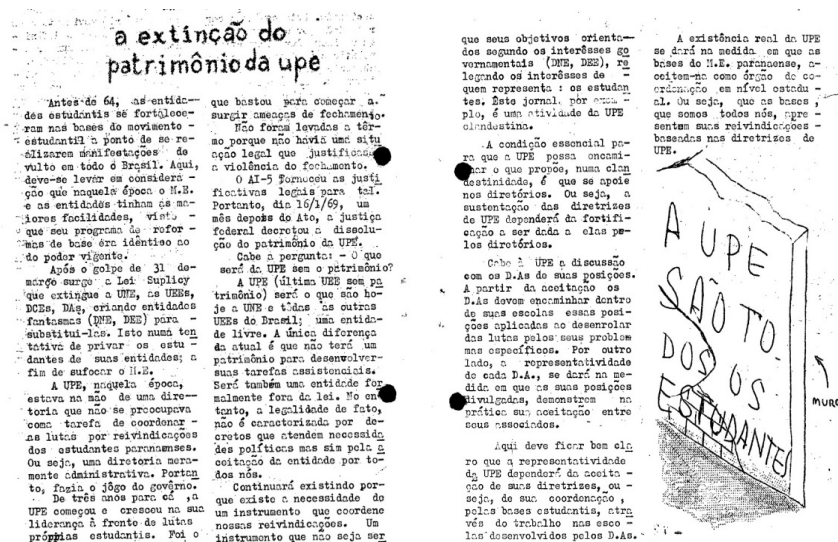 a extinção do
patrimônio da upe
Antes de 64, as entida-
des estudantis se fortalece-
ram nas bases do movimento -
estudantil a ponto de se re-
alizarem manifestações de
vulto em todo o Brasil. Aqui,
deve-se levar em considera -
ção que naquela época o M.E.
e as entidades tinham as ma-
iores facilidades, visto -
que seu programa de refor -
mas de base era idêntico ao
do poder vigente.
Após o golpe de 31 de-
março surge a Lei Suplicy
que extingue a UNE, as UEEs,
DCEs, DAs, criando entidades
fantasmas (DNE, DEE) para -
substitui-las. Isto numa ten
tativa de privar os estu -
dantes de suas entidades; a
fim de sufocar o M.E.
A UPE, naquela época,
estava na mão de uma dire--
toria que não se preocupava
como tarefa de coordenar -
as lutas por reivindicações
dos estudantes paranaenses.
Ou seja, uma diretoria mera-
mente administrativa. Portan
to, fazia o jôgo do govêrno.
De três anos para cá ,a
UPE começou e cresceu na sua
liderança à frente de lutas
próprias estudantis. Foi o
que bastou para começar a
surgir ameaças de fechamento.
Não foram levadas a têr-
mo porque não havia uma situ
ação legal que justificasse
a violência do fechamento.
O AI-5 forneceu as justi
ficativas legais para tal.
Portanto, dia 16/1/69, um
mês depois do Ato, a justiça
federal decretou a dissolu-
ção do patrimônio da UPE.
Cabe a pergunta: - O que
será da UPE sem o patrimônio?
A UPE (última UEE sem pa
trimônio) será o que são ho-
je a UNE e tôdas as outras
UEEs do Brasil; uma entida-
de livre. A única diferença
da atual é que não terá um
patrimônio para desenvolver-
suas tarefas assistenciais.
Será também uma entidade for
malmente fora da lei. No en-
tanto, a legalidade de fato,
não é caracterizada por de-
cretos que atendem necessida
des políticas mas sim pela a
ceitação da entidade por to-
dos nós.
Continuará existindo por-
que existe a necessidade de
um instrumento que coordene
nossas reivindicações. Um
instrumento que não seja ser
que seus objetivos orienta--
dos segundo os interêsses go
vernamentais (DNE, DEE), re
legando os interêsses de -
quem representa : os estudan
tes. Êste jornal, por exem -
plo, é uma atividade da UPE
clandestina.
A condição essencial pa-
ra que a UPE possa encami-
nhar o que propõe, numa clan
destinidade, é que se apoie
nos diretórios. Ou seja, a
sustentação das diretrizes
de UPE dependerá da fortifi-
cação a ser dada a elas pe-
los diretórios.
Cabe à UPE a discussão
com os D.As de suas posições.
A partir da aceitação os
D.As devem encaminhar dentro
de suas escolas essas posi-
ções aplicadas ao desenrolar
das lutas pelos seus problem
mas específicos. Por outro
lado, a representatividade
de cada D.A., se dará na me-
dida em que as suas posições
divulgadas, demonstrem na
prática sua aceitação entre
seus associados.
Aqui deve ficar bem cla
ro que a representatividade
da UPE dependerá da aceita -
ção de suas diretrizes, ou -
seja, de sua coordenação ,
pelas bases estudantis, atra
vés do trabalho nas esco -
las desenvolvidos pelos D.As.
A existência real da UPE
se dará na medida em que as
bases do M.E. paranaense, a-
ceitem-na como órgão de co-
ordenação em nível estadu -
al. Ou seja, que as bases ,
que somos todos nós, apre -
sentem suas reivindicações -
baseadas nas diretrizes de
UPE.
A UPE
SÃO TO
DOS OS
ESTUDANTES
MURO